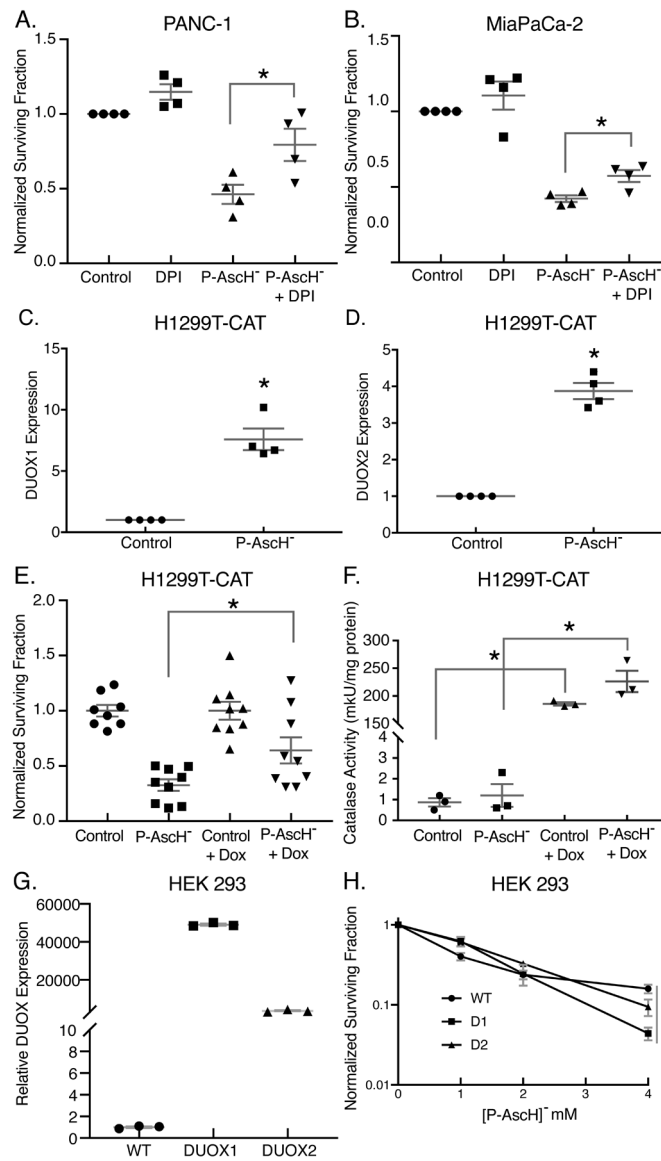 A.
PANC-1
Normalized Surviving Fraction
1.5
1.0
0.5
0.0
*
Control
DPI
P-AscH⁻
P-AscH⁻
+ DPI
B.
MiaPaCa-2
Normalized Surviving Fraction
1.5
1.0
0.5
0.0
*
Control
DPI
P-AscH⁻
P-AscH⁻
+ DPI
C.
H1299T-CAT
DUOX1 Expression
15
10
5
0
*
Control
P-AscH⁻
D.
H1299T-CAT
DUOX2 Expression
5
4
3
2
1
0
*
Control
P-AscH⁻
E.
H1299T-CAT
Normalized Surviving Fraction
2.0
1.5
1.0
0.5
0.0
*
Control
P-AscH⁻
Control
+ Dox
P-AscH⁻
+ Dox
F.
H1299T-CAT
Catalase Activity (mkU/mg protein)
300
250
200
150
4
3
2
1
0
*
*
Control
P-AscH⁻
Control
+ Dox
P-AscH⁻
+ Dox
G.
HEK 293
Relative DUOX Expression
60000
40000
20000
10
8
6
4
2
0
WT
DUOX1
DUOX2
H.
HEK 293
Normalized Surviving Fraction
1
0.1
0.01
WT
D1
D2
0
1
2
3
4
[P-AscH]⁻ mM